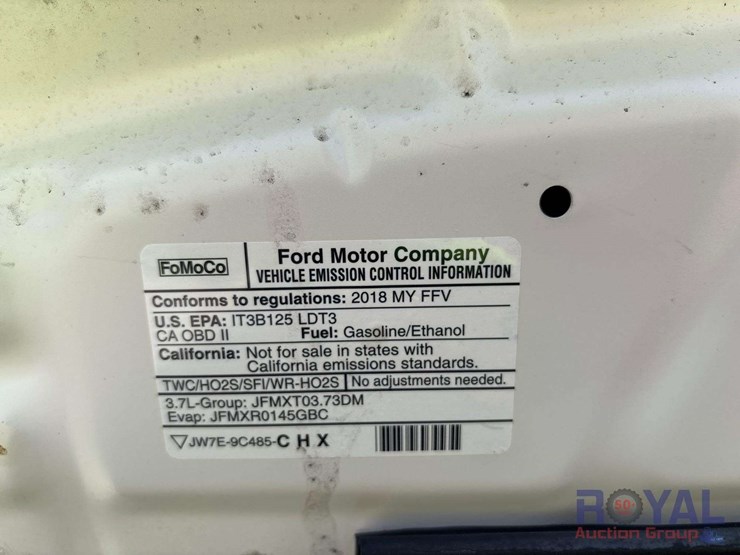 FoMoCo
Ford Motor Company
VEHICLE EMISSION CONTROL INFORMATION
Conforms to regulations: 2018 MY FFV
U.S. EPA: IT3B125 LDT3
CA OBD II Fuel: Gasoline/Ethanol
California: Not for sale in states with
California emissions standards.
TWC/HO2S/SFI/WR-HO2S No adjustments needed.
3.7L-Group: JFMXT03.73DM
Evap: JFMXR0145GBC
JW7E-9C485-C H X
ROYAL
Auction Group